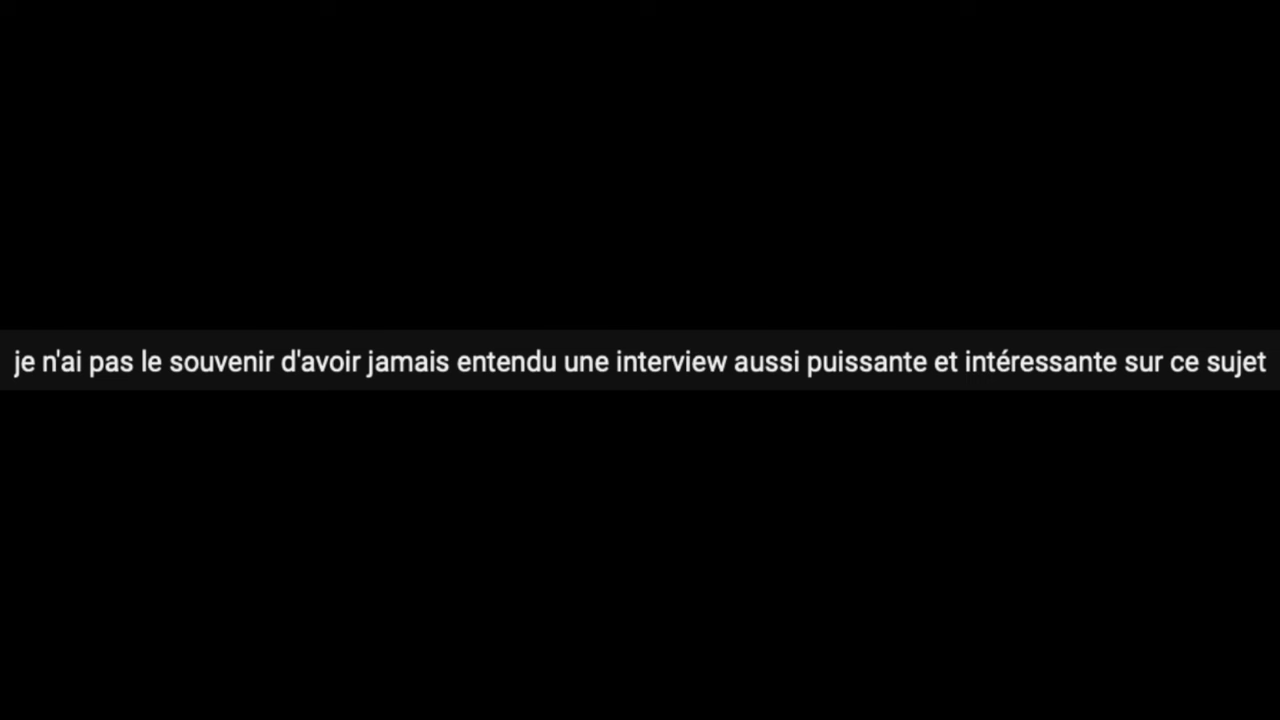 je n'ai pas le souvenir d'avoir jamais entendu une interview aussi puissante et intéressante sur ce sujet